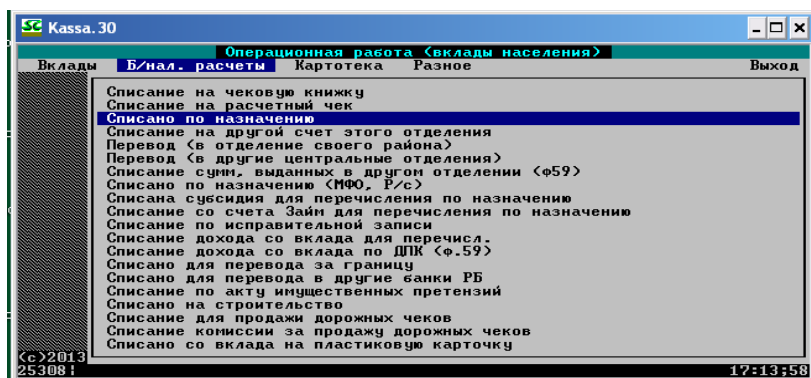 Kassa.30
Операционная работа (вклады населения)
Вклады Б/нал. расчеты Картотека Разное Выход
Списание на чековую книжку
Списание на расчетный чек
Списано по назначению
Списание на другой счет этого отделения
Перевод (в отделение своего района)
Перевод (в другие центральные отделения)
Списание сумм, выданных в другом отделении (ф59)
Списано по назначению (МФО, Р/с)
Списана субсидия для перечисления по назначению
Списание со счета Займ для перечисления по назначению
Списание по исправительной записи
Списание дохода со вклада для перечисл.
Списание дохода со вклада по ДПК (ф.59)
Списано для перевода за границу
Списано для перевода в другие банки РБ
Списание по акту имущественных претензий
Списано на строительство
Списание для продажи дорожных чеков
Списание комиссии за продажу дорожных чеков
Списано со вклада на пластиковую карточку
(c)2013
25308! 17:13;58